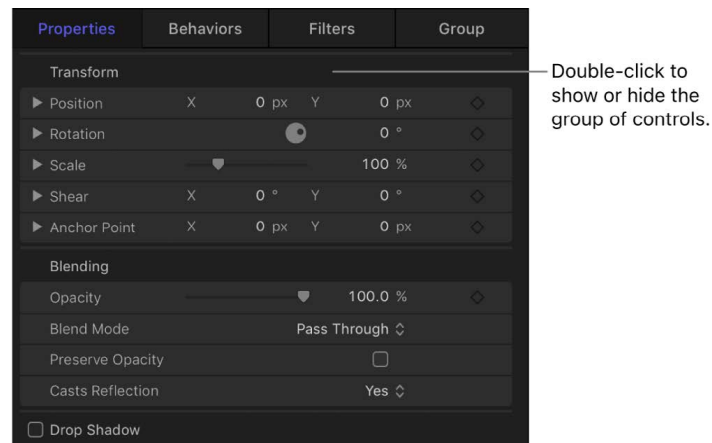 Properties Behaviors Filters Group
Transform
Double-click to
show or hide the
group of controls.
Position X 0 px Y 0 px
Rotation 0 °
Scale 100 %
Shear X 0 ° Y 0 °
Anchor Point X 0 px Y 0 px
Blending
Opacity 100.0 %
Blend Mode Pass Through
Preserve Opacity
Casts Reflection Yes
Drop Shadow